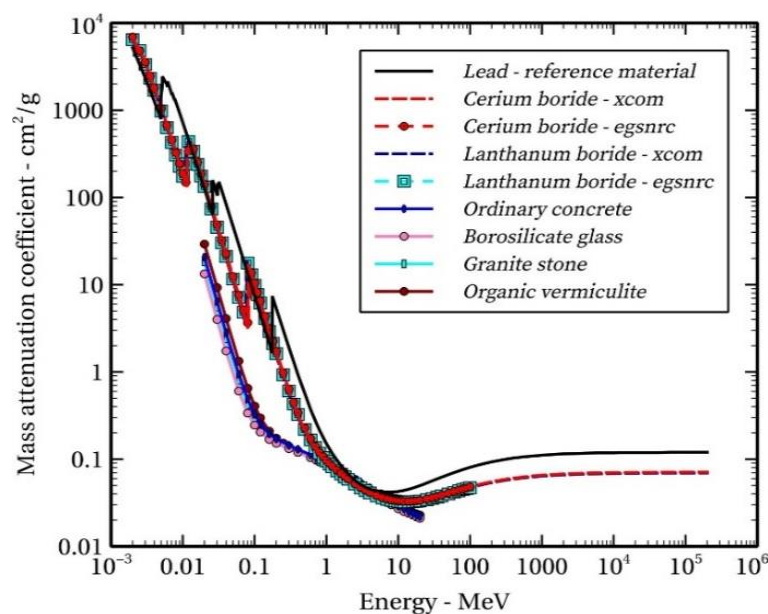 Mass attenuation coefficient - cm²/g
10⁴
1000
100
10
1
0.1
0.01
Lead - reference material
Cerium boride - xcom
Cerium boride - egsnrc
Lanthanum boride - xcom
Lanthanum boride - egsnrc
Ordinary concrete
Borosilicate glass
Granite stone
Organic vermiculite
10⁻³ 0.01 0.1 1 10 100 1000 10⁴ 10⁵ 10⁶
Energy - MeV